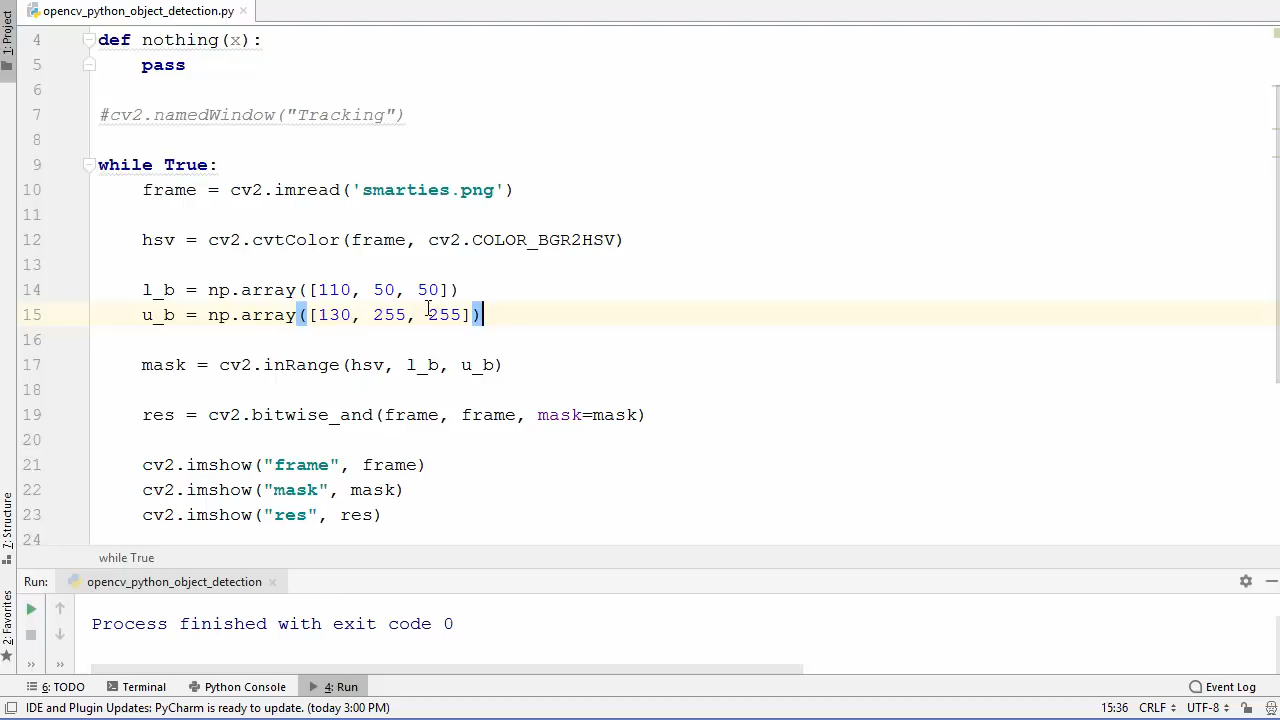 1: Project
opencv_python_object_detection.py
4 def nothing(x):
5 pass
6
7 #cv2.namedWindow("Tracking")
8
9 while True:
10 frame = cv2.imread('smarties.png')
11
12 hsv = cv2.cvtColor(frame, cv2.COLOR_BGR2HSV)
13
14 l_b = np.array([110, 50, 50])
15 u_b = np.array([130, 255, 255])
16
17 mask = cv2.inRange(hsv, l_b, u_b)
18
19 res = cv2.bitwise_and(frame, frame, mask=mask)
20
21 cv2.imshow("frame", frame)
22 cv2.imshow("mask", mask)
23 cv2.imshow("res", res)
24
while True
7: Structure
2: Favorites
Run: opencv_python_object_detection
Process finished with exit code 0
6: TODO Terminal Python Console 4: Run Event Log
IDE and Plugin Updates: PyCharm is ready to update. (today 3:00 PM) 15:36 CRLF UTF-8